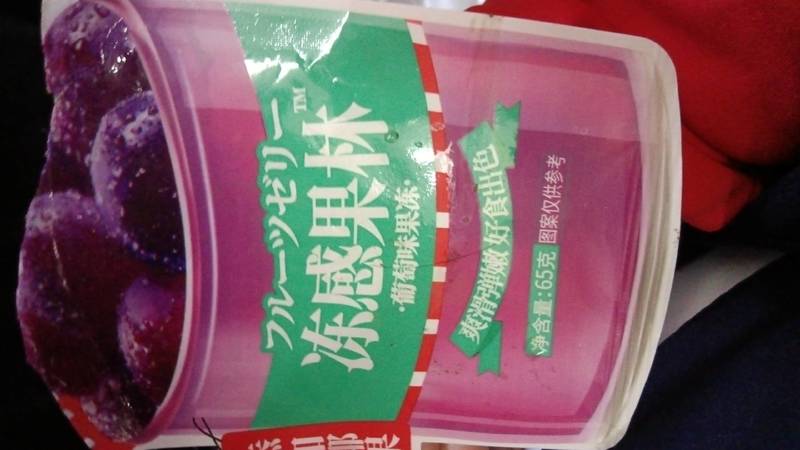 フルーツゼリー
冻感果林™
·葡萄味果冻·
爽滑弹嫩 好食出色
净含量:65克
图案仅供参考